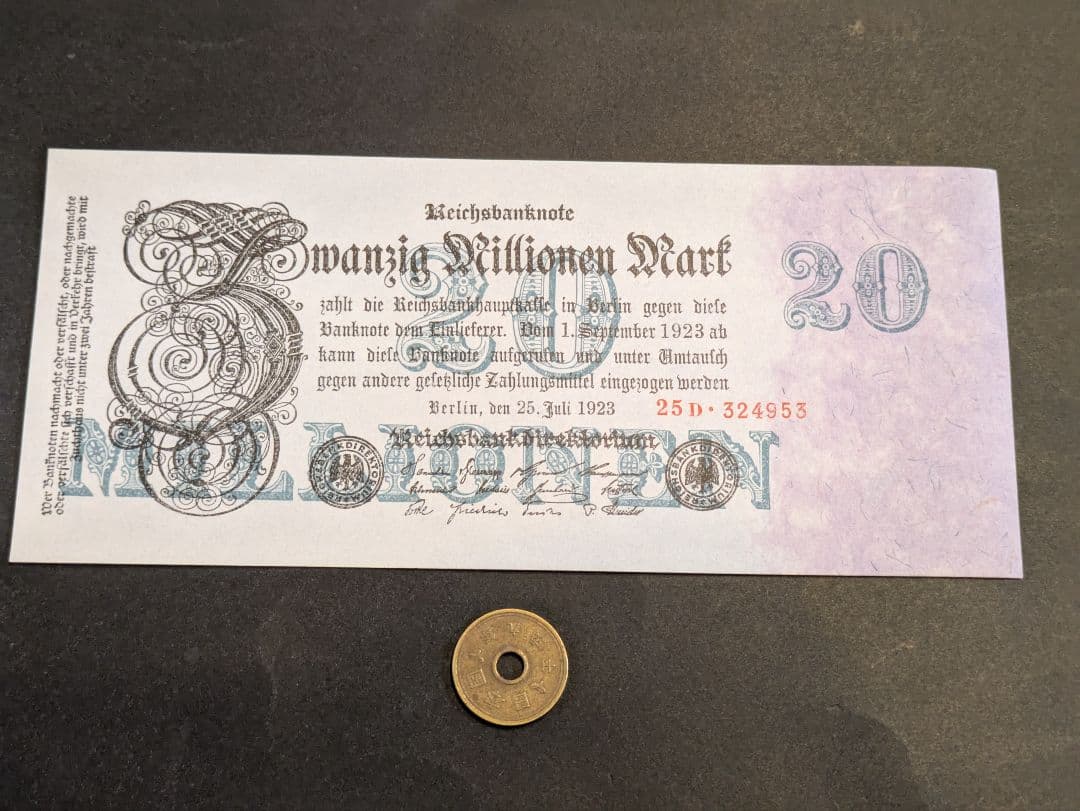 Wer Banknoten nachmacht oder verfälscht, oder nachgemachte
oder verfälschte sich verschafft und in Verkehr bringt, wird mit
Zuchthaus nicht unter zwei Jahren bestraft
Reichsbanknote
Zwanzig Millionen Mark
20
20
zahlt die Reichsbankhauptkasse in Berlin gegen diese
Banknote dem Einlieferer. Vom 1. September 1923 ab
kann diese Banknote aufgerufen und unter Umtausch
gegen andere gesetzliche Zahlungsmittel eingezogen werden
Berlin, den 25. Juli 1923
25D· 324953
MILLIONEN
Reichsbankdirektorium